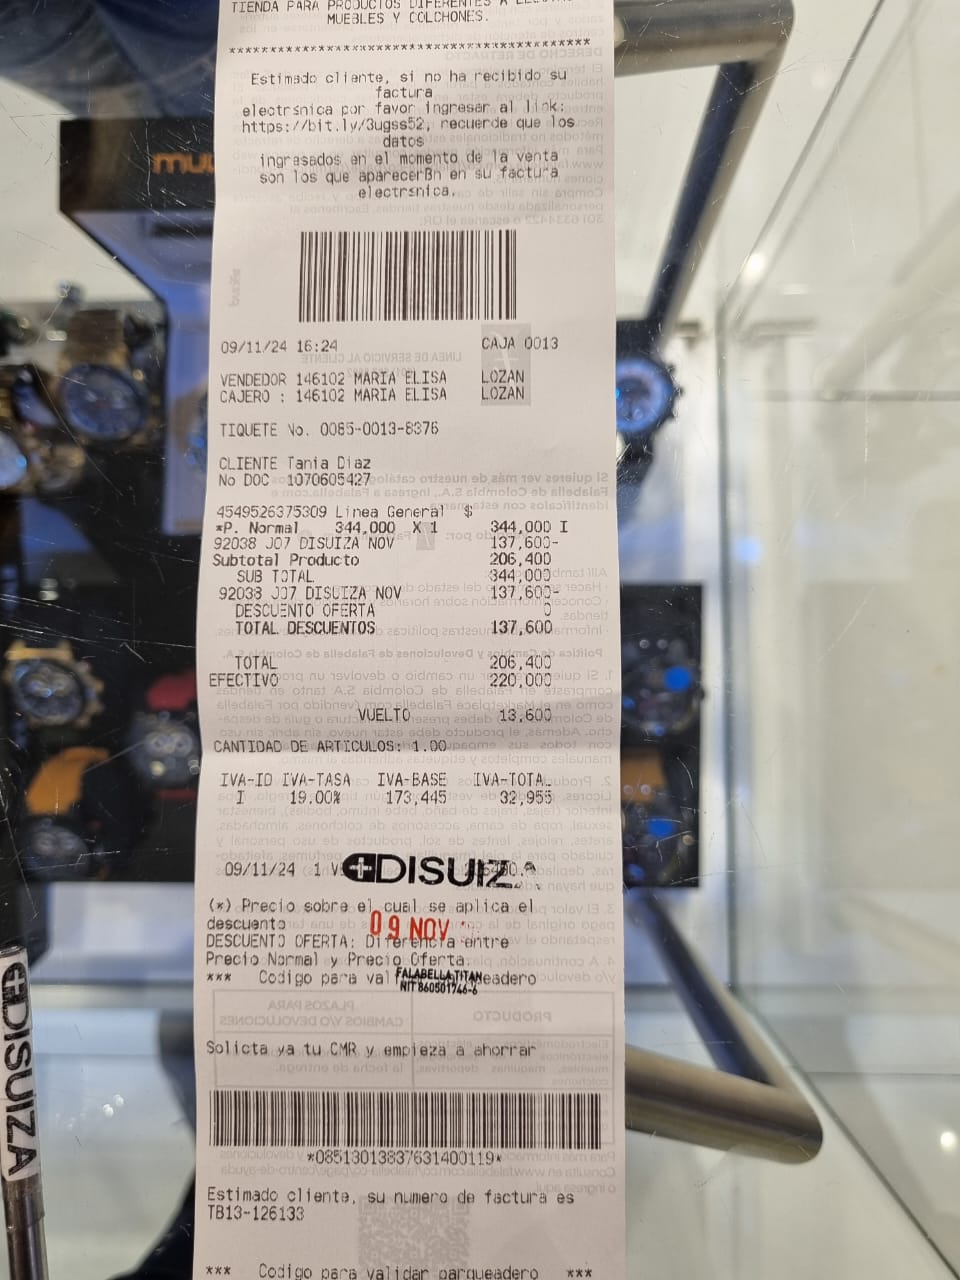 TIENDA PARA PRODUCTOS DIFERENTES A
MUEBLES Y COLCHONES.
****************************************
Estimado cliente, si no ha recibido su
factura
electrsnica por favor ingresar al link:
https://bit.ly/3ugss52, recuerde que los
datos
ingrasados en el momento de la venta
son los que aparecerBn en su factura
electrsnica.
09/11/24 16:24 CAJA 0013
VENDEDOR 146102 MARIA ELISA LOZAN
CAJERO : 146102 MARIA ELISA LOZAN
TIQUETE No. 0085-0013-8376
CLIENTE Tania Diaz
No DOC 1070605427
4549526375309 Linea General $
*P. Normal 344,000 X 1 344,000 I
92038 J07 DISUIZA NOV 137,600-
Subtotal Producto 206,400
SUB TOTAL 344,000
92038 J07 DISUIZA NOV 137,600-
DESCUENTO OFERTA 0
TOTAL DESCUENTOS 137,600
TOTAL 206,400
EFECTIVO 220,000
VUELTO 13,600
CANTIDAD DE ARTICULOS: 1.00
IVA-ID IVA-TASA IVA-BASE IVA-TOTAL
I 19.00% 173,445 32,955
09/11/24 1
DISUIZA
(*) Precio sobre el cual se aplica el
descuento
09 NOV
DESCUENTO OFERTA: Diferencia entre
Precio Normal y Precio Oferta.
*** Codigo para
FALABELLA TITAN
NIT 860501746-6
Solicta ya tu CMR y empieza a ahorrar
*08513013837631400119*
Estimado cliente, su numero de factura es
TB13-126133
*** Codigo para validar parqueadero ***
DISUIZA